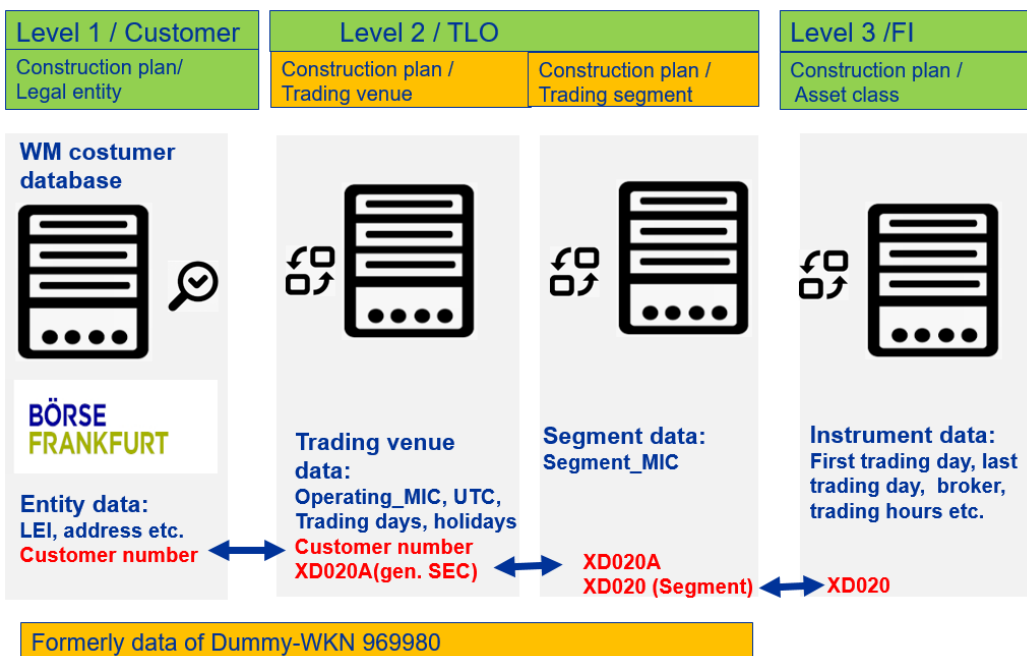 Level 1 / Customer
Construction plan/
Legal entity
Level 2 / TLO
Construction plan /
Trading venue
Construction plan /
Trading segment
Level 3 /FI
Construction plan /
Asset class
WM costumer
database
BÖRSE
FRANKFURT
Entity data:
LEI, address etc.
Customer number
Trading venue
data:
Operating_MIC, UTC,
Trading days, holidays
Customer number
XD020A(gen. SEC)
Segment data:
Segment_MIC
XD020A
XD020 (Segment)
Instrument data:
First trading day, last
trading day, broker,
trading hours etc.
XD020
Formerly data of Dummy-WKN 969980